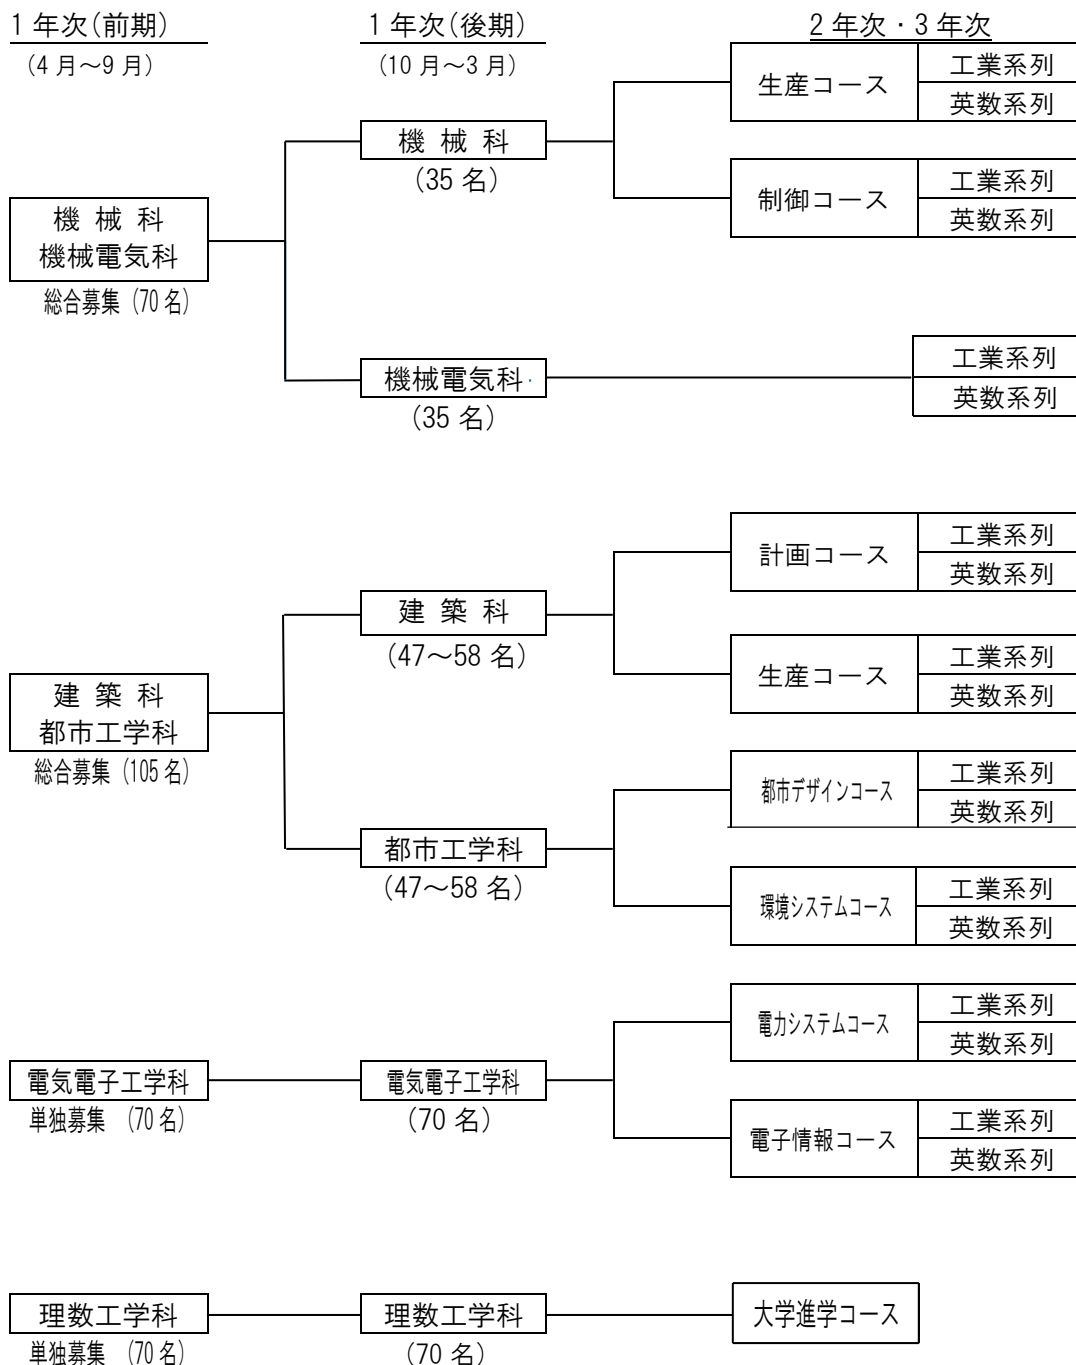 1年次(前期)
(4月～9月)
1年次(後期)
(10月～3月)
2年次・3年次
機 械 科
機械電気科
総合募集 (70名)
機 械 科
(35名)
生産コース
工業系列
英数系列
制御コース
工業系列
英数系列
機械電気科
(35名)
工業系列
英数系列
建 築 科
都市工学科
総合募集 (105名)
建 築 科
(47～58名)
計画コース
工業系列
英数系列
生産コース
工業系列
英数系列
都市工学科
(47～58名)
都市デザインコース
工業系列
英数系列
環境システムコース
工業系列
英数系列
電気電子工学科
単独募集 (70名)
電気電子工学科
(70名)
電力システムコース
工業系列
英数系列
電子情報コース
工業系列
英数系列
理数工学科
単独募集 (70名)
理数工学科
(70名)
大学進学コース